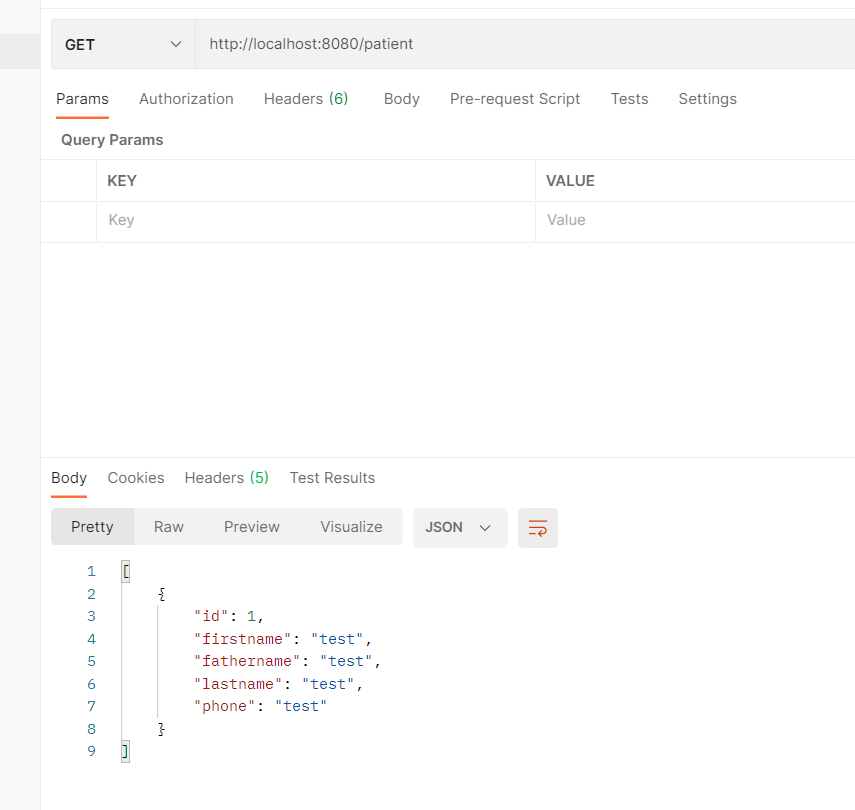 GET http://localhost:8080/patient
Params Authorization Headers (6) Body Pre-request Script Tests Settings
Query Params
KEY VALUE
Key Value
Body Cookies Headers (5) Test Results
Pretty Raw Preview Visualize JSON
1 [
2 {
3 "id": 1,
4 "firstname": "test",
5 "fathername": "test",
6 "lastname": "test",
7 "phone": "test"
8 }
9 ]